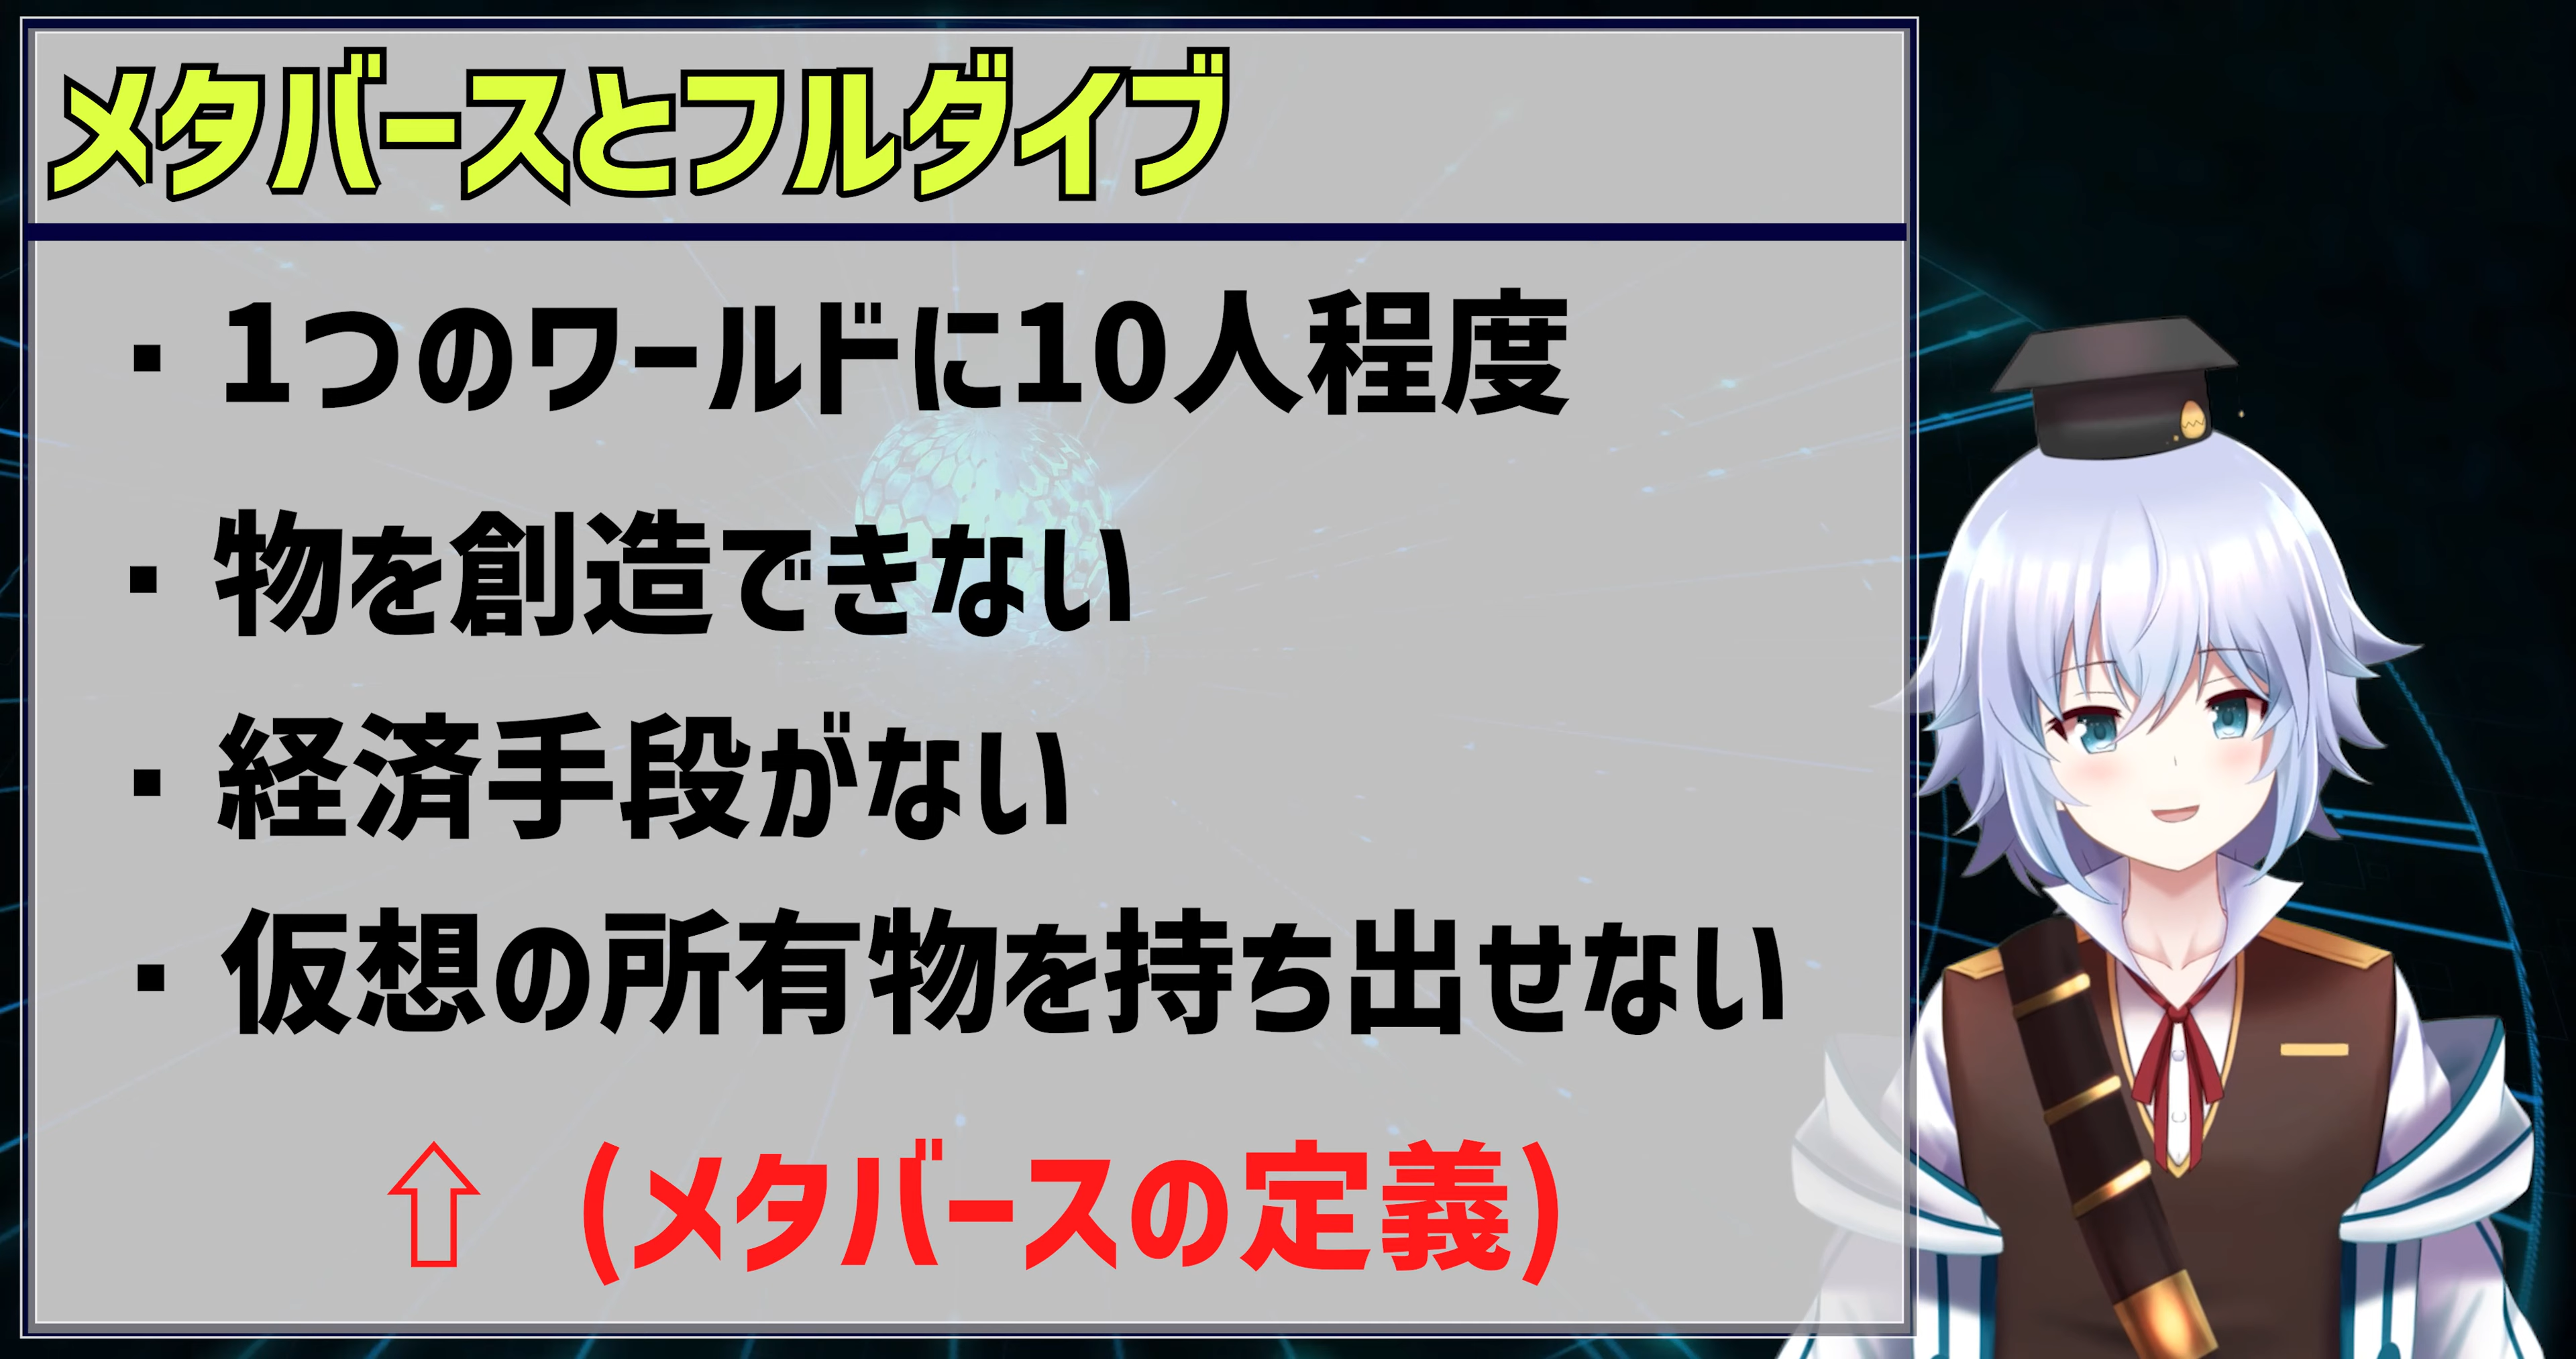 メタバースとフルダイブ
・1つのワールドに10人程度
・物を創造できない
・経済手段がない
・仮想の所有物を持ち出せない
⇧ (メタバースの定義)